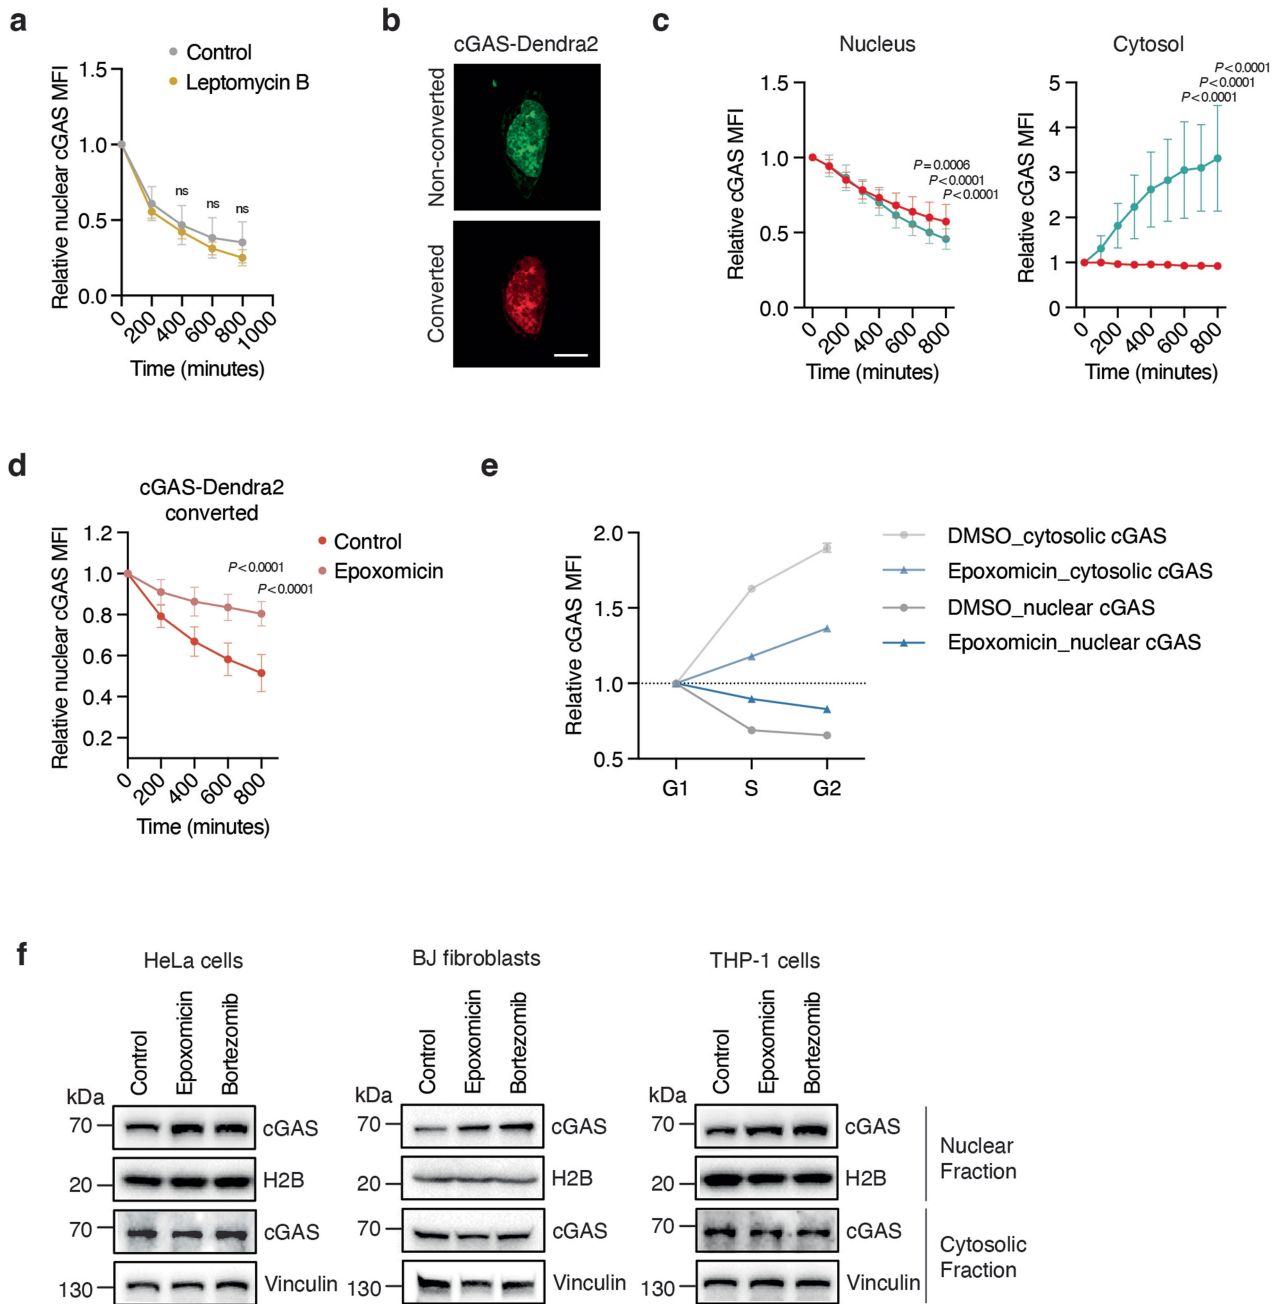 a
Control
Leptomycin B
Relative nuclear cGAS MFI
1.5
1.0
0.5
0.0
ns
ns
ns
0
200
400
600
800
1000
Time (minutes)
b
cGAS-Dendra2
Non-converted
Converted
c
Nucleus
Relative cGAS MFI
1.5
1.0
0.5
0.0
P = 0.0006
P < 0.0001
P < 0.0001
0
200
400
600
800
Time (minutes)
Cytosol
Relative cGAS MFI
5
4
3
2
1
0
P < 0.0001
P < 0.0001
P < 0.0001
0
200
400
600
800
Time (minutes)
d
cGAS-Dendra2
converted
Control
Epoxomicin
Relative nuclear cGAS MFI
1.2
1.0
0.8
0.6
0.4
0.2
P < 0.0001
P < 0.0001
0
200
400
600
800
Time (minutes)
e
Relative cGAS MFI
2.0
1.5
1.0
0.5
G1
S
G2
DMSO_cytosolic cGAS
Epoxomicin_cytosolic cGAS
DMSO_nuclear cGAS
Epoxomicin_nuclear cGAS
f
HeLa cells
Control
Epoxomicin
Bortezomib
kDa
70
cGAS
20
H2B
70
cGAS
130
Vinculin
BJ fibroblasts
Control
Epoxomicin
Bortezomib
kDa
70
cGAS
20
H2B
70
cGAS
130
Vinculin
THP-1 cells
Control
Epoxomicin
Bortezomib
kDa
70
cGAS
20
H2B
70
cGAS
130
Vinculin
Nuclear
Fraction
Cytosolic
Fraction